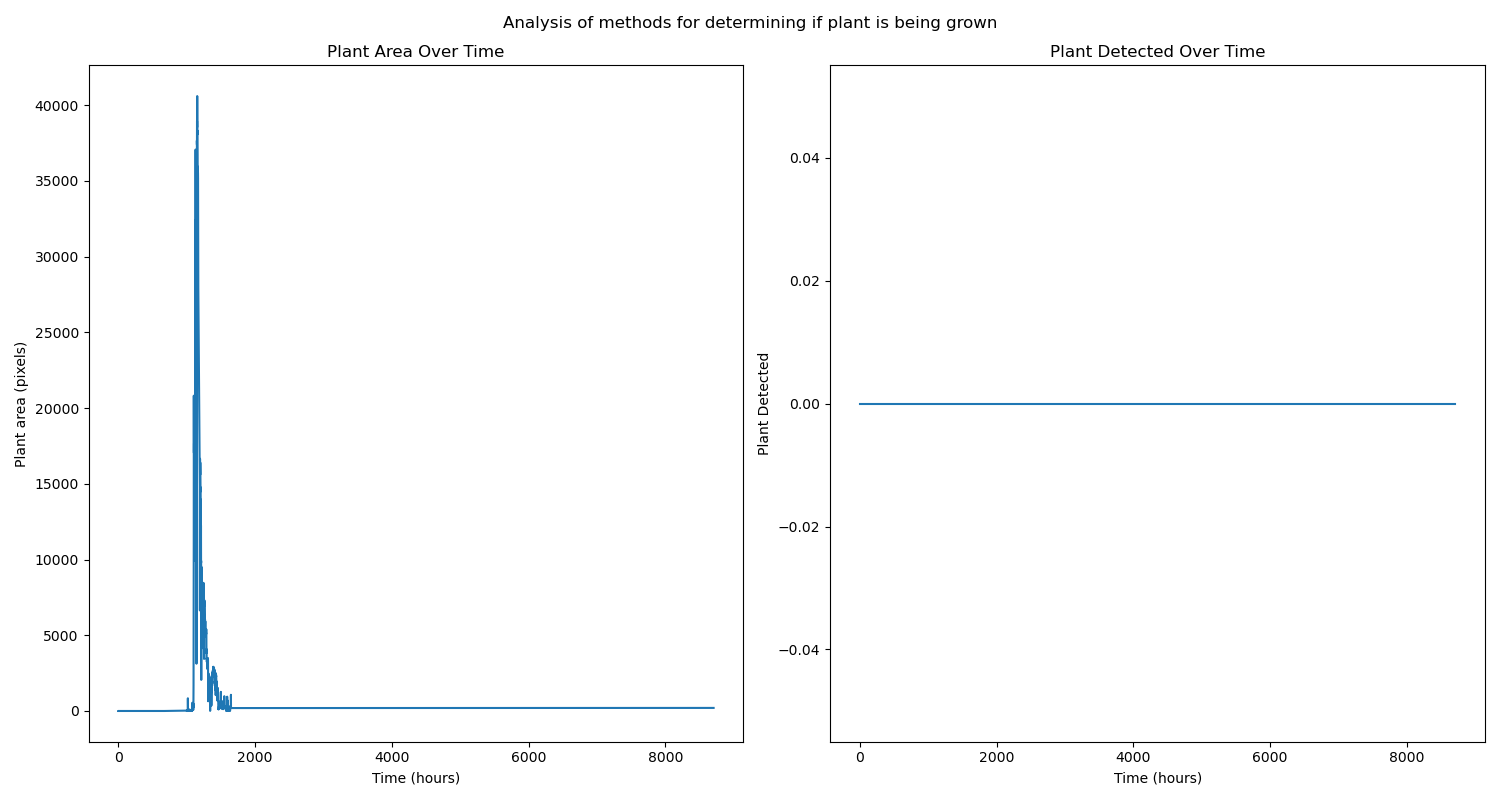 Analysis of methods for determining if plant is being grown
Plant Area Over Time
Plant area (pixels)
40000
35000
30000
25000
20000
15000
10000
5000
0
0 2000 4000 6000 8000
Time (hours)
Plant Detected Over Time
Plant Detected
0.04
0.02
0.00
−0.02
−0.04
0 2000 4000 6000 8000
Time (hours)